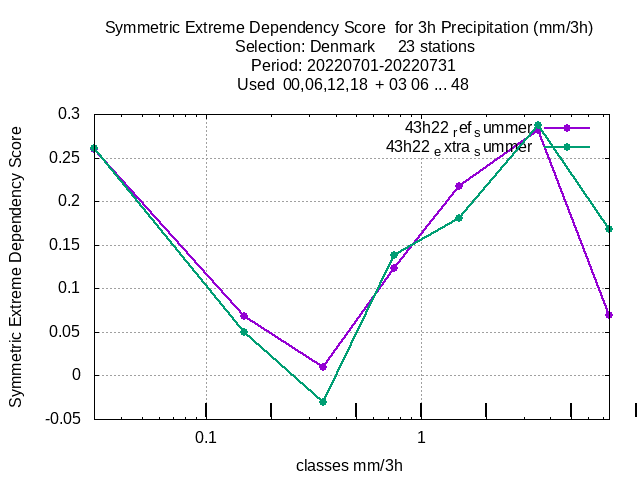 Symmetric Extreme Dependency Score  for 3h Precipitation (mm/3h)
Selection: Denmark     23 stations
Period: 20220701-20220731
Used  00,06,12,18  + 03 06 ... 48
43h22 ref summer
43h22 extra summer
Symmetric Extreme Dependency Score
0.3
0.25
0.2
0.15
0.1
0.05
0
-0.05
0.1
1
classes mm/3h